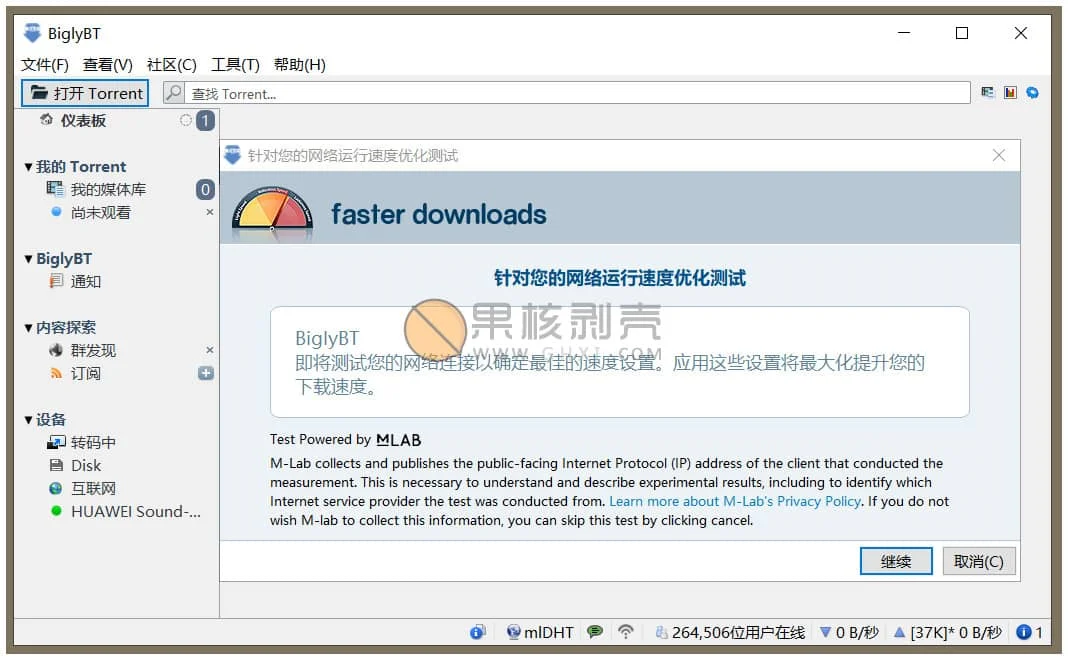 BiglyBT
文件(F) 查看(V) 社区(C) 工具(T) 帮助(H)
打开 Torrent
查找 Torrent...
仪表板 1
我的 Torrent
我的媒体库 0
尚未观看
BiglyBT
通知
内容探索
群发现
订阅
设备
转码中
Disk
互联网
HUAWEI Sound-...
针对您的网络运行速度优化测试
faster downloads
针对您的网络运行速度优化测试
果核剥壳
WWW.GHXI.COM
BiglyBT
即将测试您的网络连接以确定最佳的速度设置。应用这些设置将最大化提升您的
下载速度。
Test Powered by MLAB
M-Lab collects and publishes the public-facing Internet Protocol (IP) address of the client that conducted the
measurement. This is necessary to understand and describe experimental results, including to identify which
Internet service provider the test was conducted from. Learn more about M-Lab's Privacy Policy. If you do not
wish M-lab to collect this information, you can skip this test by clicking cancel.
继续 取消(C)
mlDHT 264,506位用户在线 0 B/秒 [37K]* 0 B/秒 1